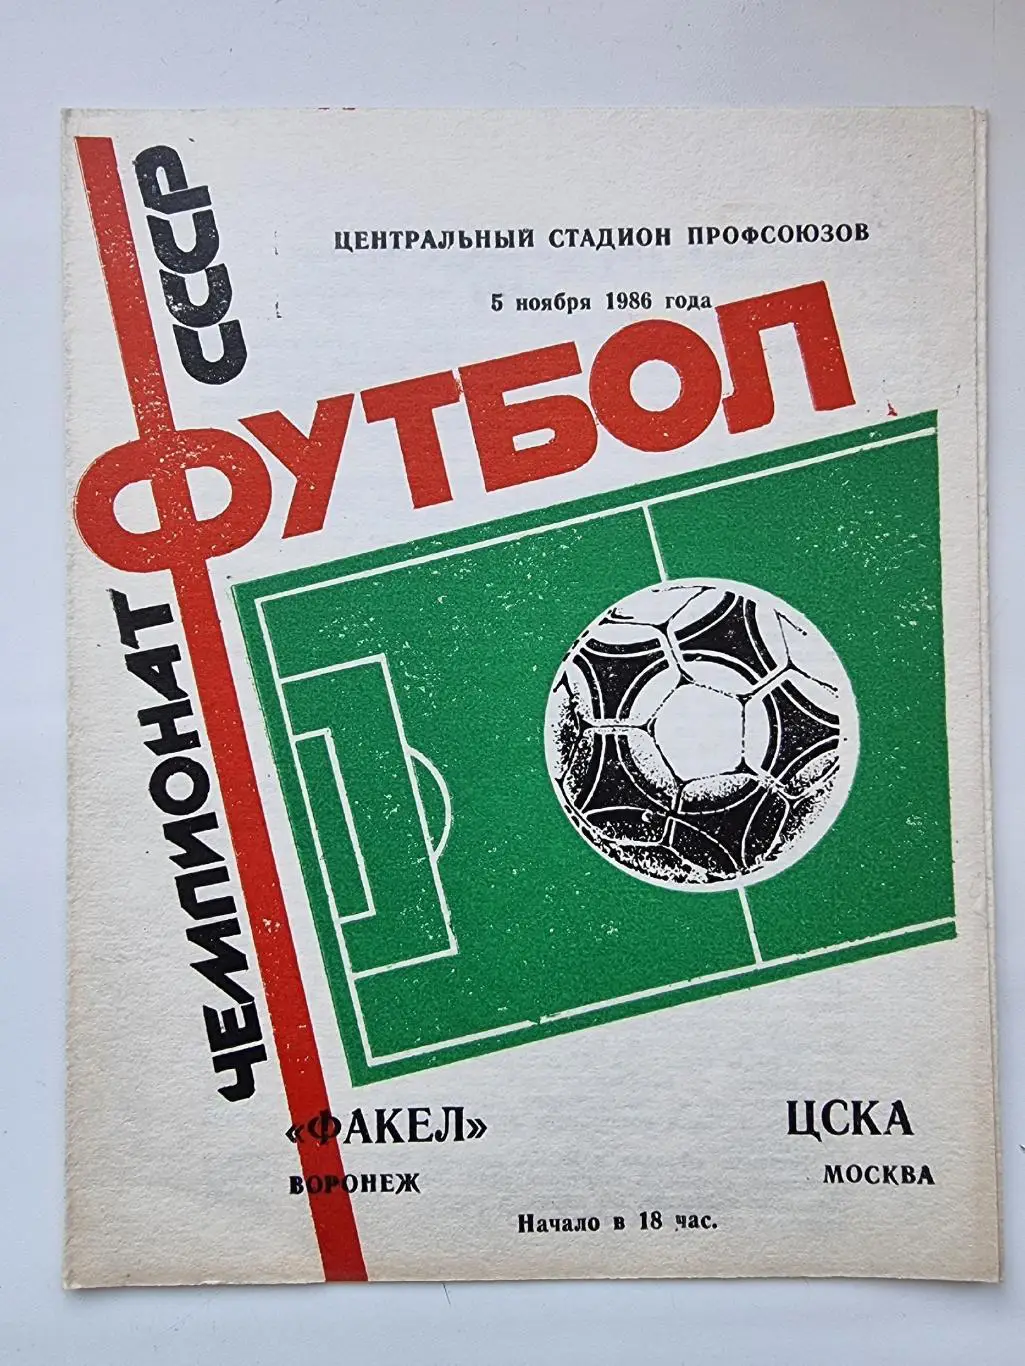 ЦЕНТРАЛЬНЫЙ СТАДИОН ПРОФСОЮЗОВ
5 ноября 1986 года
ЧЕМПИОНАТ СССР
ФУТБОЛ
«ФАКЕЛ»
ВОРОНЕЖ
ЦСКА
МОСКВА
Начало в 18 час.